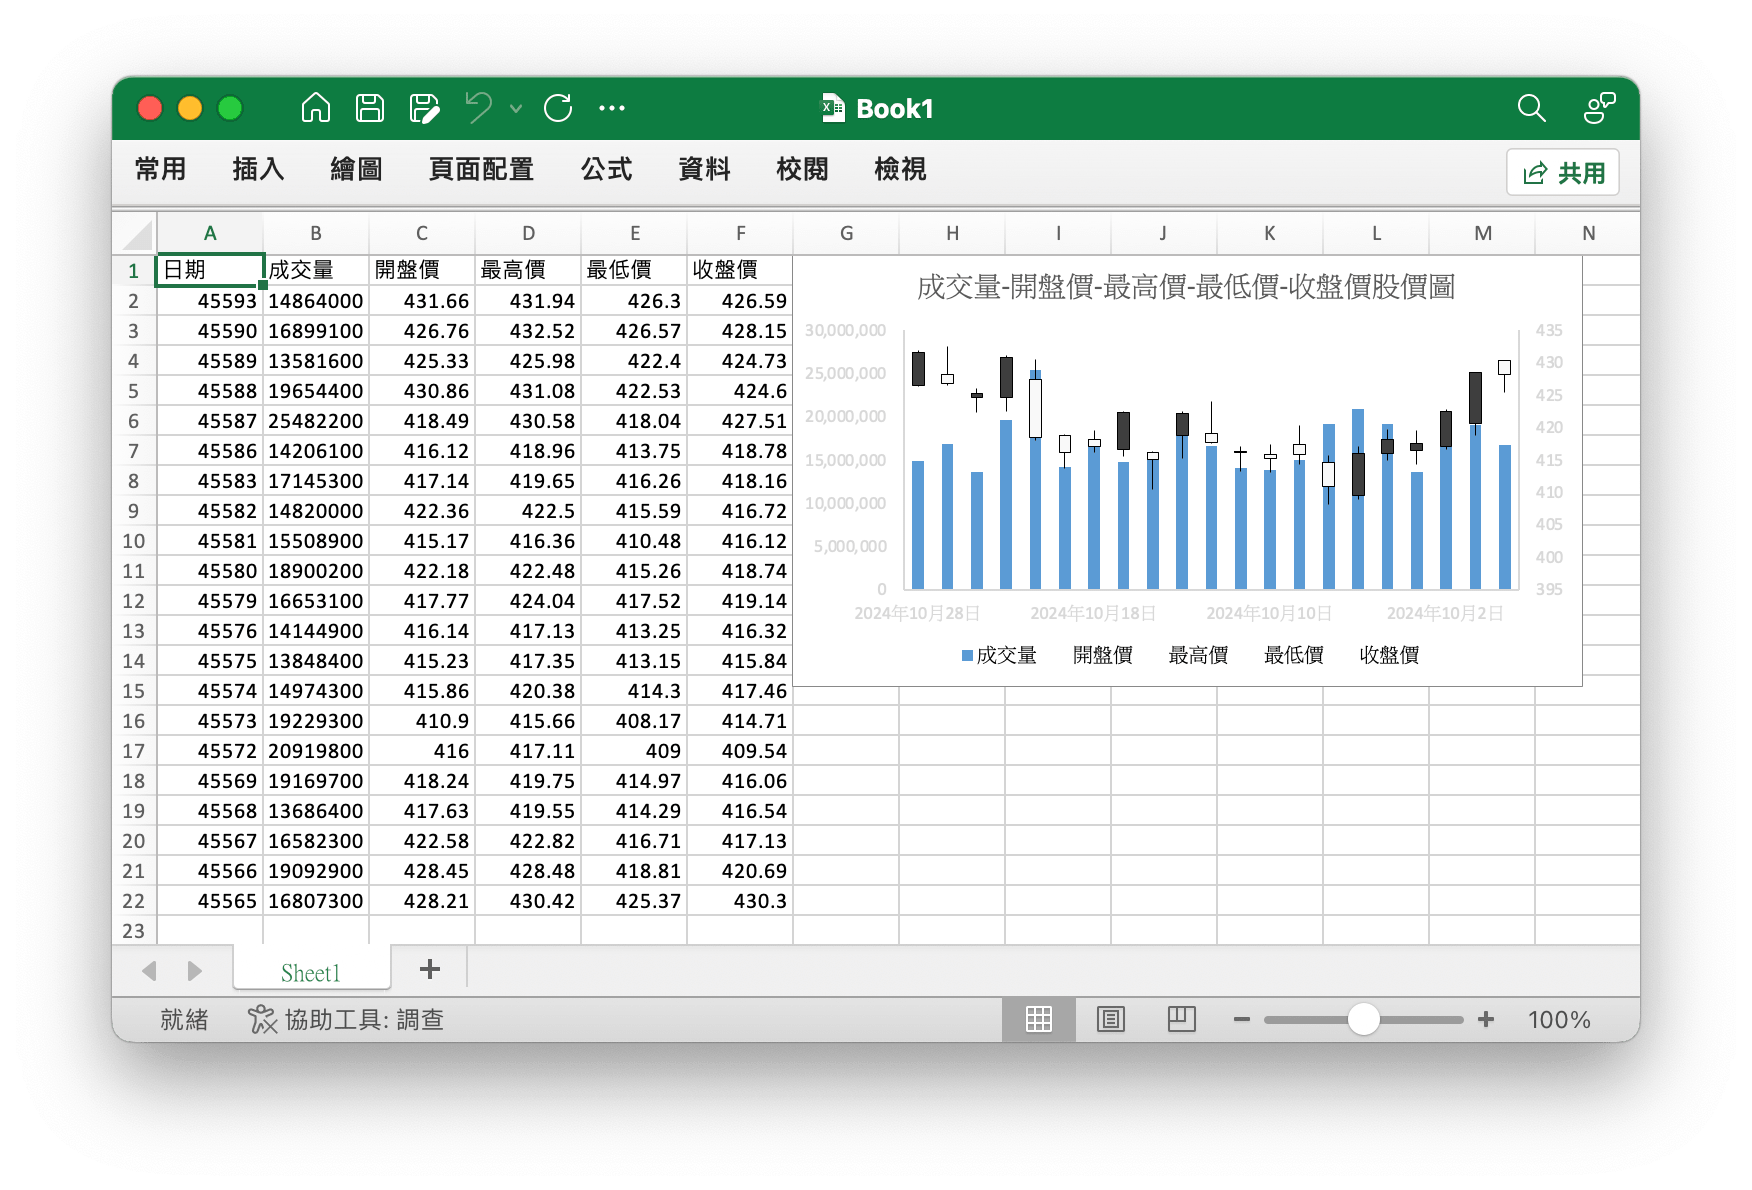 Book1
常用 插入 繪圖 頁面配置 公式 資料 校閱 檢視 共用
A B C D E F G H I J K L M N
1 日期 成交量 開盤價 最高價 最低價 收盤價
2 45593 14864000 431.66 431.94 426.3 426.59
3 45590 16899100 426.76 432.52 426.57 428.15
4 45589 13581600 425.33 425.98 422.4 424.73
5 45588 19654400 430.86 431.08 422.53 424.6
6 45587 25482200 418.49 430.58 418.04 427.51
7 45586 14206100 416.12 418.96 413.75 418.78
8 45583 17145300 417.14 419.65 416.26 418.16
9 45582 14820000 422.36 422.5 415.59 416.72
10 45581 15508900 415.17 416.36 410.48 416.12
11 45580 18900200 422.18 422.48 415.26 418.74
12 45579 16653100 417.77 424.04 417.52 419.14
13 45576 14144900 416.14 417.13 413.25 416.32
14 45575 13848400 415.23 417.35 413.15 415.84
15 45574 14974300 415.86 420.38 414.3 417.46
16 45573 19229300 410.9 415.66 408.17 414.71
17 45572 20919800 416 417.11 409 409.54
18 45569 19169700 418.24 419.75 414.97 416.06
19 45568 13686400 417.63 419.55 414.29 416.54
20 45567 16582300 422.58 422.82 416.71 417.13
21 45566 19092900 428.45 428.48 418.81 420.69
22 45565 16807300 428.21 430.42 425.37 430.3
23
成交量-開盤價-最高價-最低價-收盤價股價圖
30,000,000 435
430
25,000,000
425
20,000,000 420
15,000,000 415
10,000,000 410
405
5,000,000 400
0 395
2024年10月28日 2024年10月18日 2024年10月10日 2024年10月2日
成交量 開盤價 最高價 最低價 收盤價
Sheet1
就緒 協助工具: 調查 100%